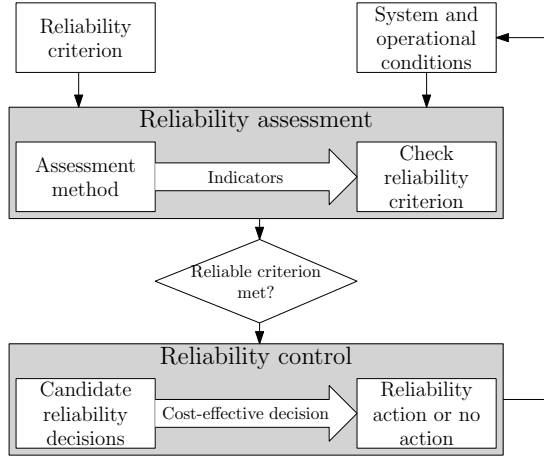 Reliability
criterion
System and
operational
conditions
Reliability assessment
Assessment
method
Indicators
Check
reliability
criterion
Reliable criterion
met?
Reliability control
Candidate
reliability
decisions
Cost-effective decision
Reliability
action or no
action